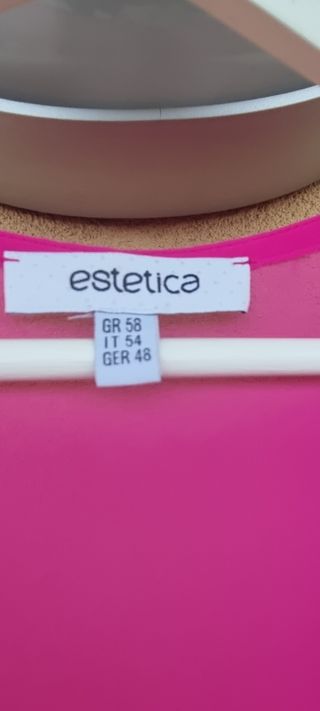 estetica
GR 58
IT 54
GER 48